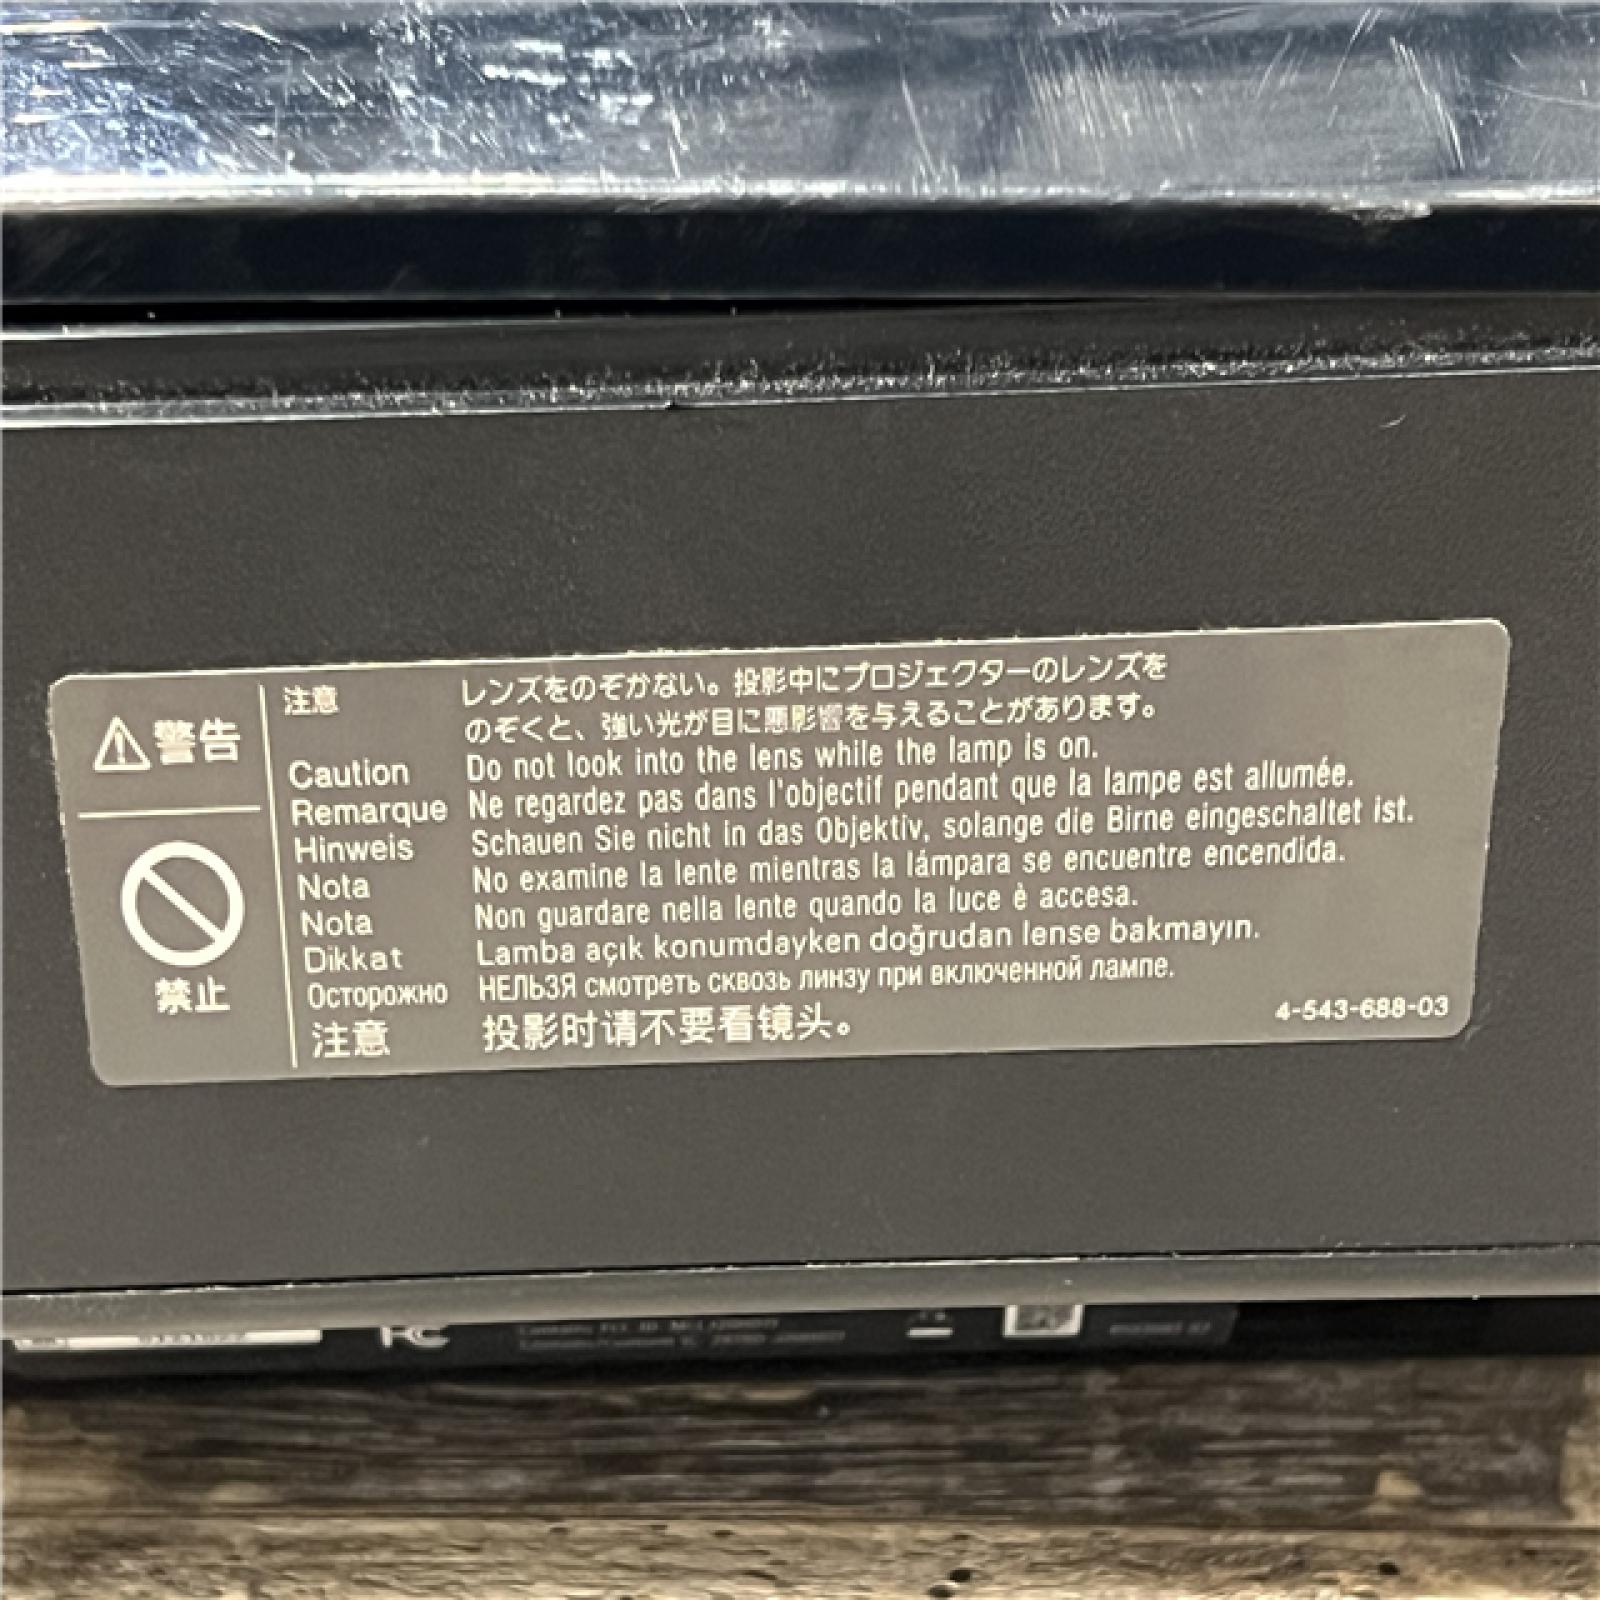 警告
禁止
注意 レンズをのぞかない。投影中にプロジェクターのレンズを
のぞくと、強い光が目に悪影響を与えることがあります。
Caution Do not look into the lens while the lamp is on.
Remarque Ne regardez pas dans l'objectif pendant que la lampe est allumée.
Hinweis Schauen Sie nicht in das Objektiv, solange die Birne eingeschaltet ist.
Nota No examine la lente mientras la lámpara se encuentre encendida.
Nota Non guardare nella lente quando la luce è accesa.
Dikkat Lamba açık konumdayken doğrudan lense bakmayın.
Осторожно НЕЛЬЗЯ смотреть сквозь линзу при включенной лампе.
注意 投影时请不要看镜头。
4-543-688-03
FC